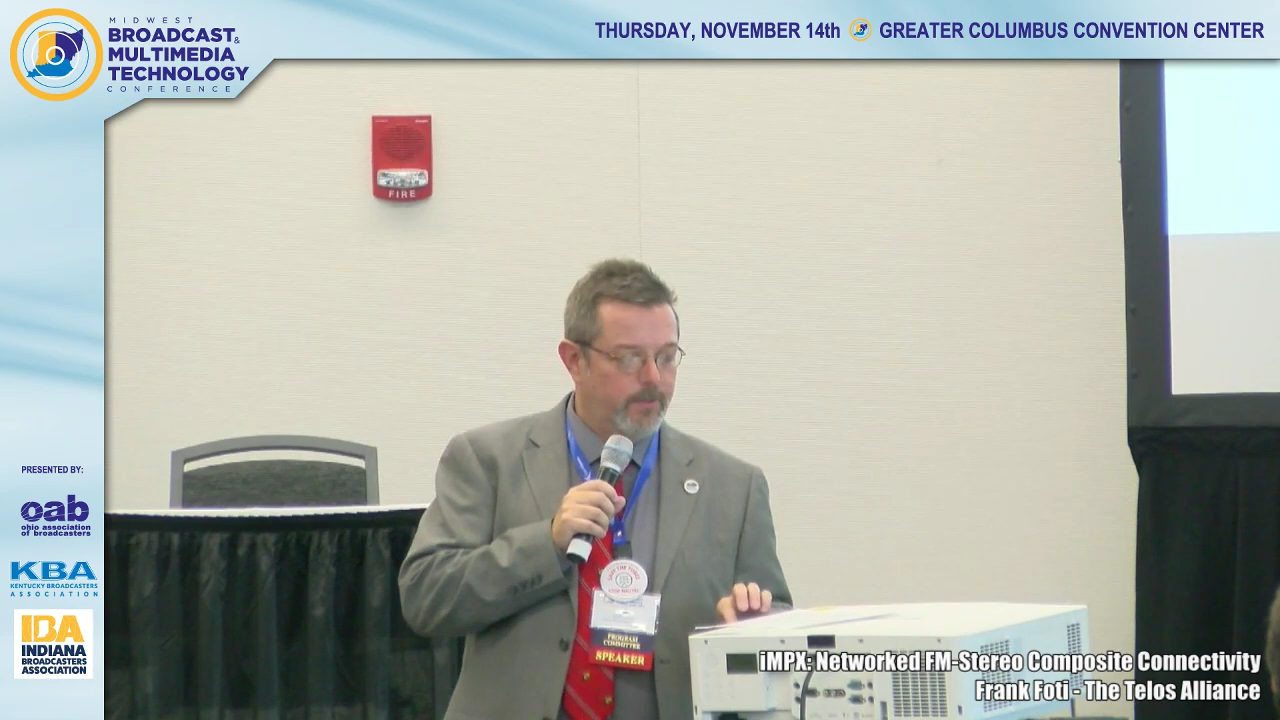 MIDWEST
BROADCAST &
MULTIMEDIA
TECHNOLOGY
CONFERENCE
THURSDAY, NOVEMBER 14th
GREATER COLUMBUS CONVENTION CENTER
FIRE
PRESENTED BY:
oab
ohio association
of broadcasters
KBA
KENTUCKY BROADCASTERS
ASSOCIATION
IBA
INDIANA
BROADCASTERS
ASSOCIATION
PROGRAM
COMMITTEE
SPEAKER
iMPX: Networked FM-Stereo Composite Connectivity
Frank Foti - The Telos Alliance